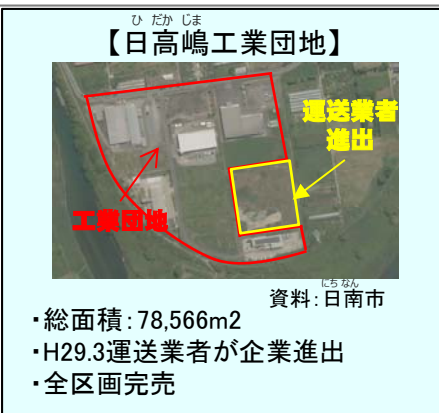 ひだかじま
【日高嶋工業団地】
運送業者
進出
工業団地
にちなん
資料：日南市
・総面積：78,566m2
・H29.3運送業者が企業進出
・全区画完売